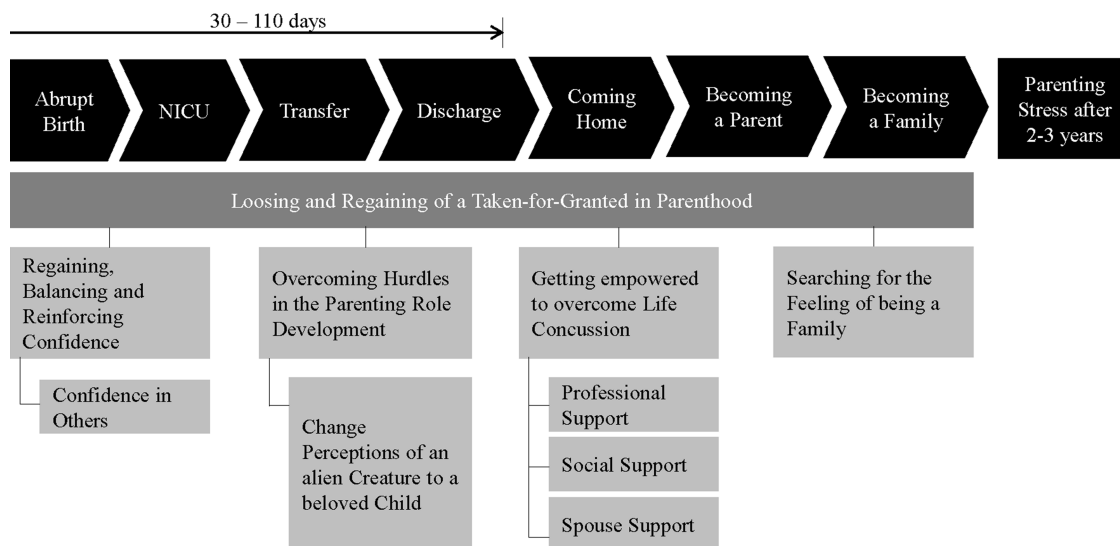 30 – 110 days
Abrupt
Birth
NICU
Transfer
Discharge
Coming
Home
Becoming
a Parent
Becoming
a Family
Parenting
Stress after
2-3 years
Loosing and Regaining of a Taken-for-Granted in Parenthood
Regaining,
Balancing and
Reinforcing
Confidence
Confidence in
Others
Overcoming Hurdles
in the Parenting Role
Development
Change
Perceptions of an
alien Creature to a
beloved Child
Getting empowered
to overcome Life
Concussion
Professional
Support
Social Support
Spouse Support
Searching for the
Feeling of being a
Family